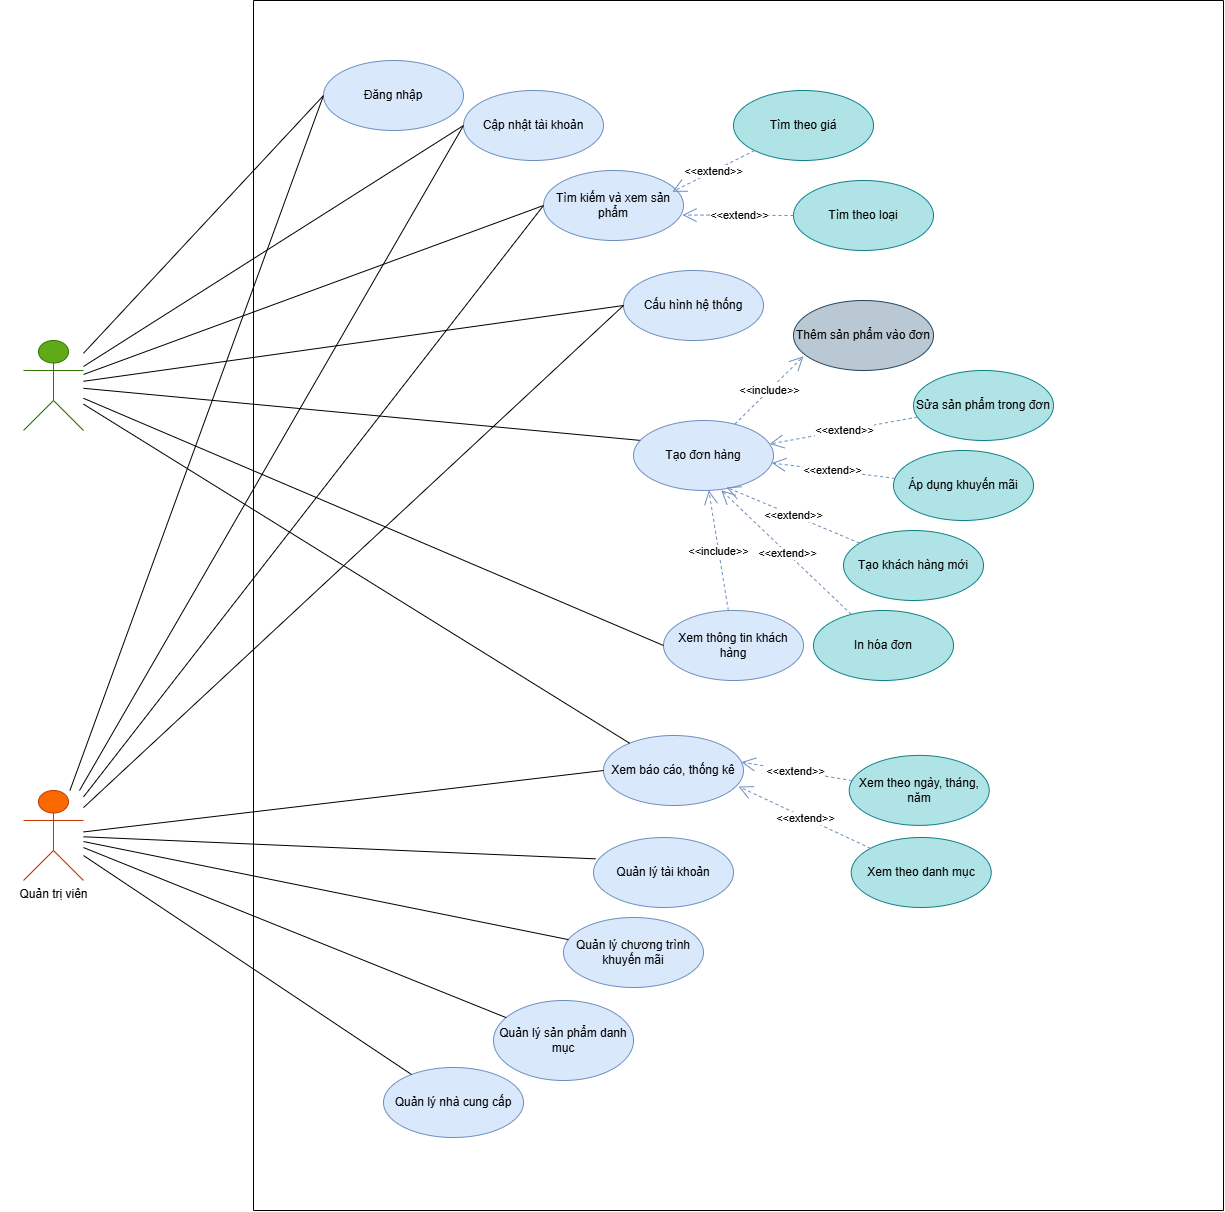 Đăng nhập
Cập nhật tài khoản
Tìm theo giá
<<extend>>
Tìm kiếm và xem sản
phẩm
Tìm theo loại
<<extend>>
Cấu hình hệ thống
Thêm sản phẩm vào đơn
<<include>>
Sửa sản phẩm trong đơn
<<extend>>
Tạo đơn hàng
<<extend>>
Áp dụng khuyến mãi
<<extend>>
<<include>>
<<extend>>
Tạo khách hàng mới
Xem thông tin khách
hàng
In hóa đơn
Xem báo cáo, thống kê
<<extend>>
Xem theo ngày, tháng,
năm
<<extend>>
Quản lý tài khoản
Xem theo danh mục
Quản trị viên
Quản lý chương trình
khuyến mãi
Quản lý sản phẩm danh
mục
Quản lý nhà cung cấp